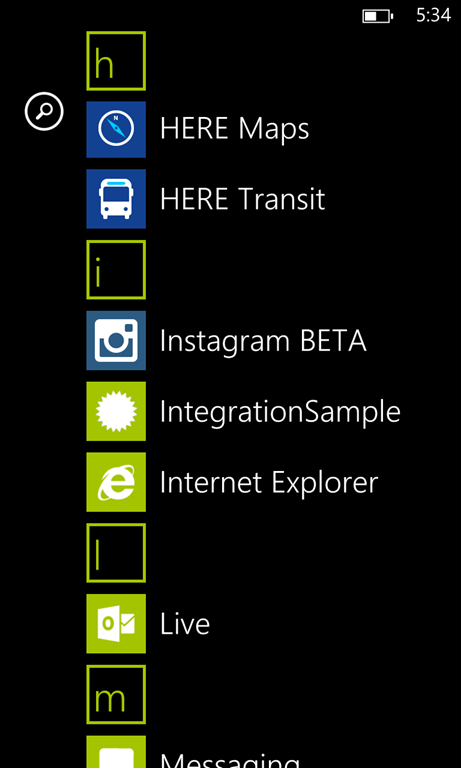 5:34
h
HERE Maps
HERE Transit
i
Instagram BETA
IntegrationSample
Internet Explorer
l
Live
m
Messaging